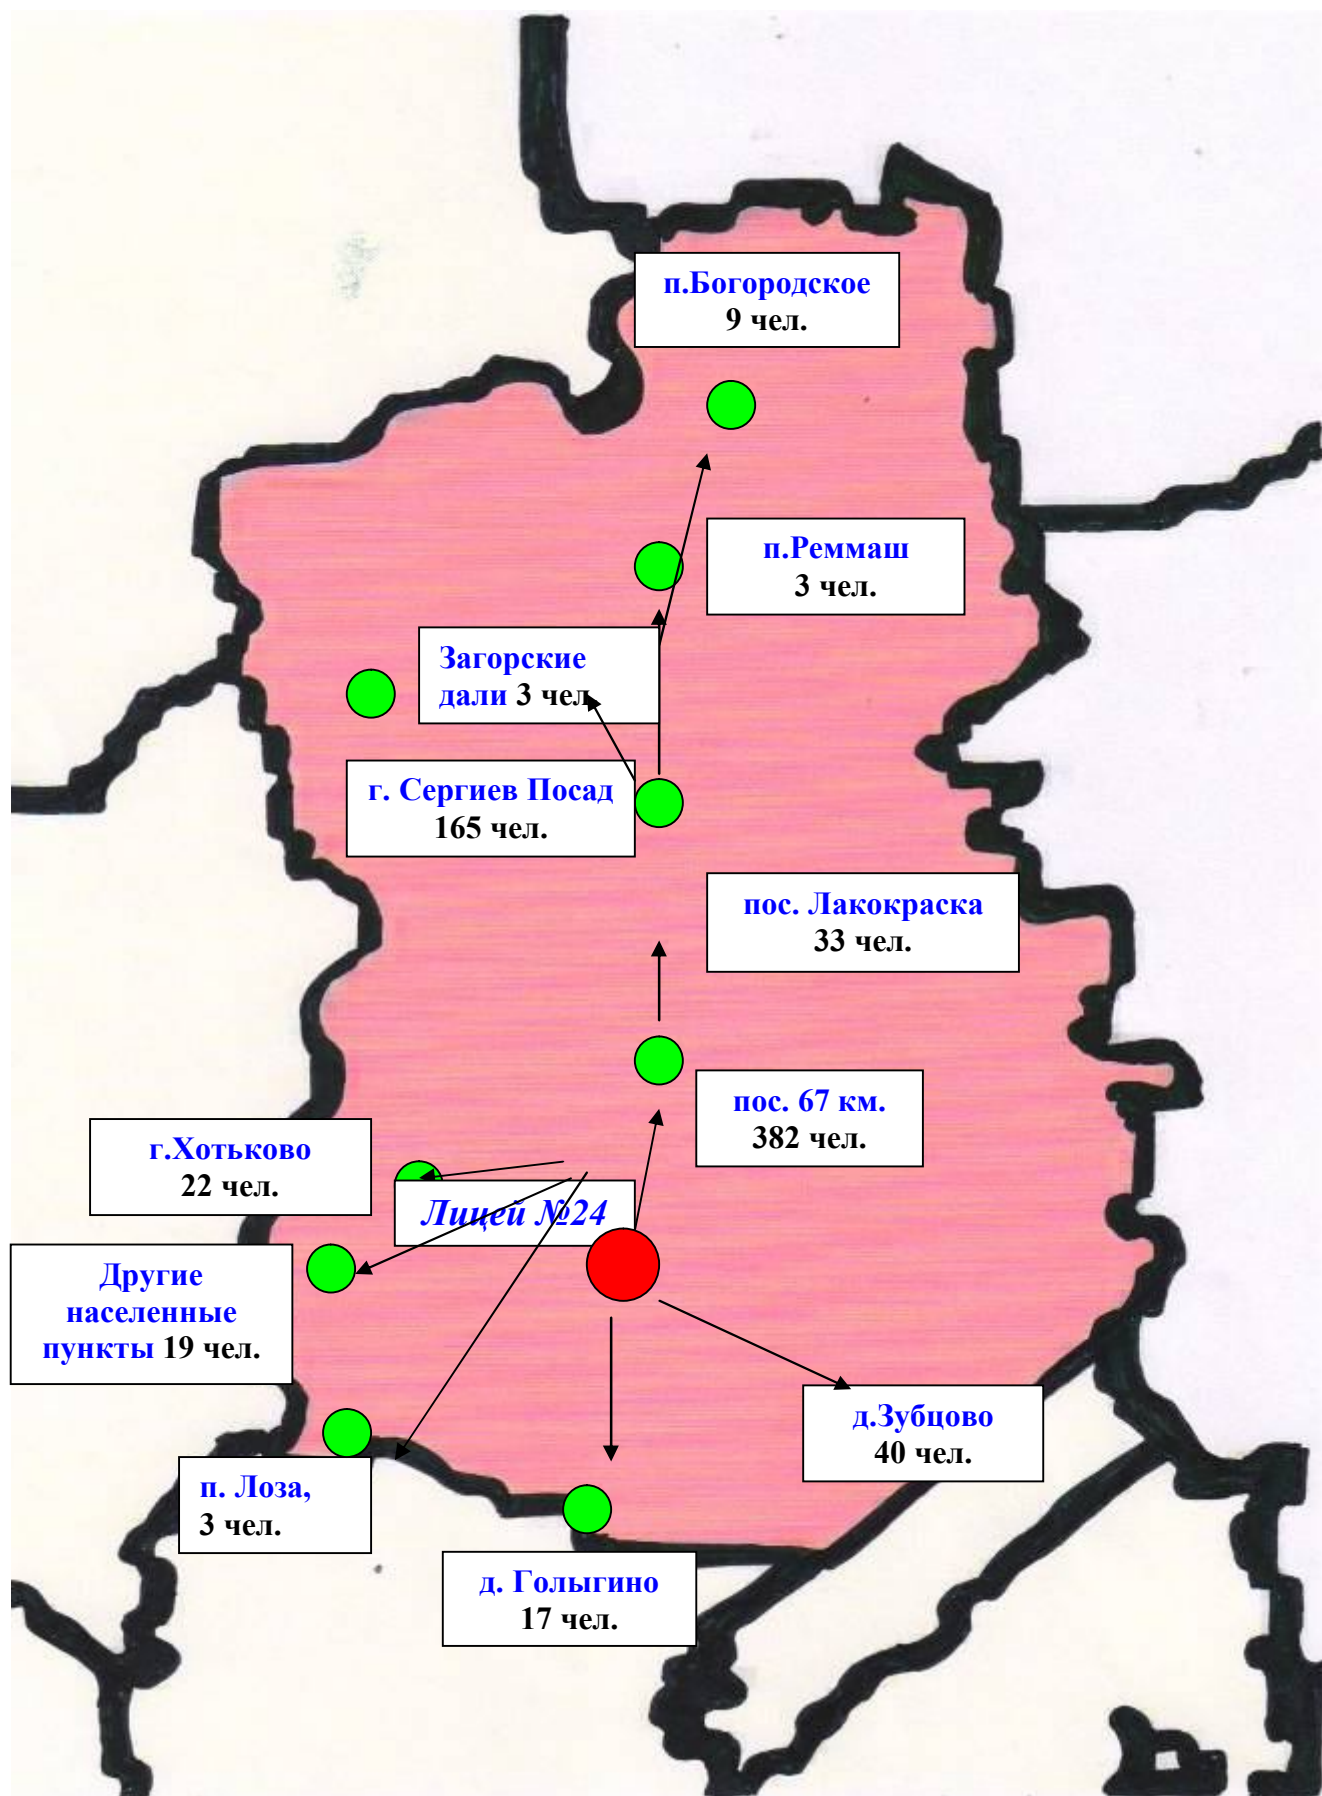 п.Богородское
9 чел.
п.Реммаш
3 чел.
Загорские
дали 3 чел.
г. Сергиев Посад
165 чел.
пос. Лакокраска
33 чел.
пос. 67 км.
382 чел.
г.Хотьково
22 чел.
Лицей №24
Другие
населенные
пункты 19 чел.
д.Зубцово
40 чел.
п. Лоза,
3 чел.
д. Голыгино
17 чел.